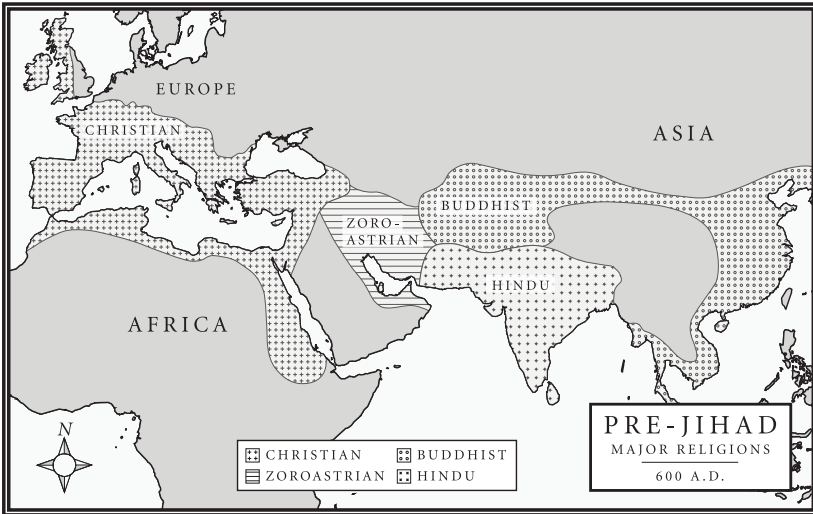 EUROPE
CHRISTIAN
ASIA
BUDDHIST
ZORO-
ASTRIAN
HINDU
AFRICA
N
CHRISTIAN
BUDDHIST
ZOROASTRIAN
HINDU
PRE-JIHAD
MAJOR RELIGIONS
600 A.D.